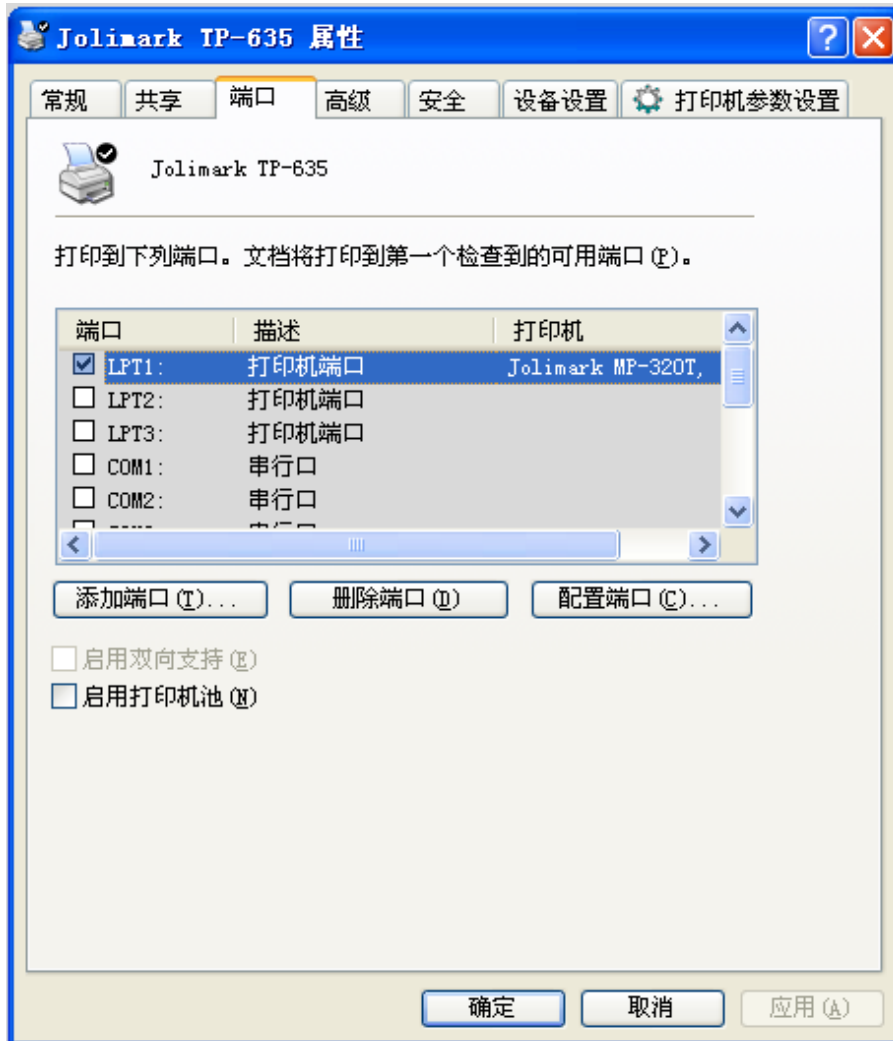 Jolimark TP-635 属性
常规 共享 端口 高级 安全 设备设置 打印机参数设置
Jolimark TP-635
打印到下列端口。文档将打印到第一个检查到的可用端口(P)。
端口 描述 打印机
LPT1: 打印机端口 Jolimark MP-320T,
LPT2: 打印机端口
LPT3: 打印机端口
COM1: 串行口
COM2: 串行口
添加端口(T)... 删除端口(D) 配置端口(C)...
启用双向支持(E)
启用打印机池(N)
确定 取消 应用(A)